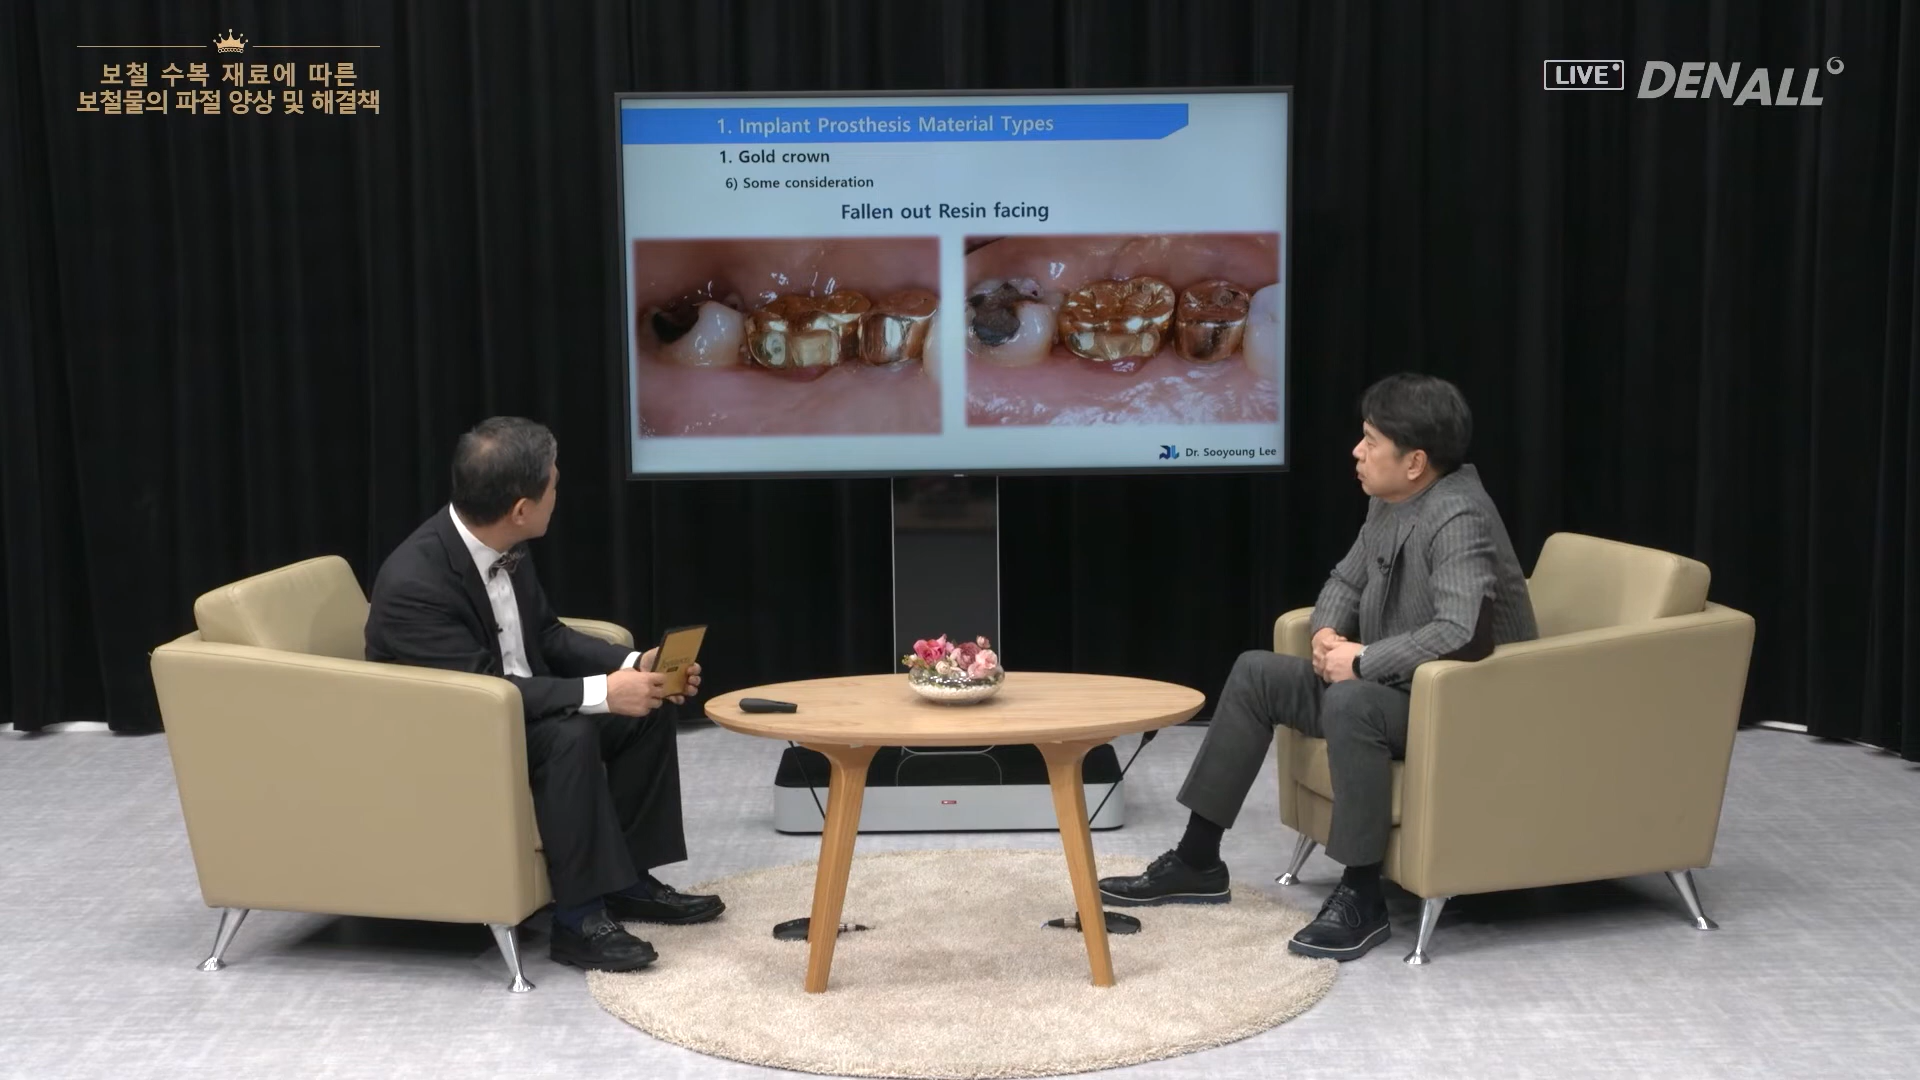 보철 수복 재료에 따른
보철물의 파절 양상 및 해결책
LIVE DENALL
1. Implant Prosthesis Material Types
1. Gold crown
6) Some consideration
Fallen out Resin facing
Dr. Sooyoung Lee